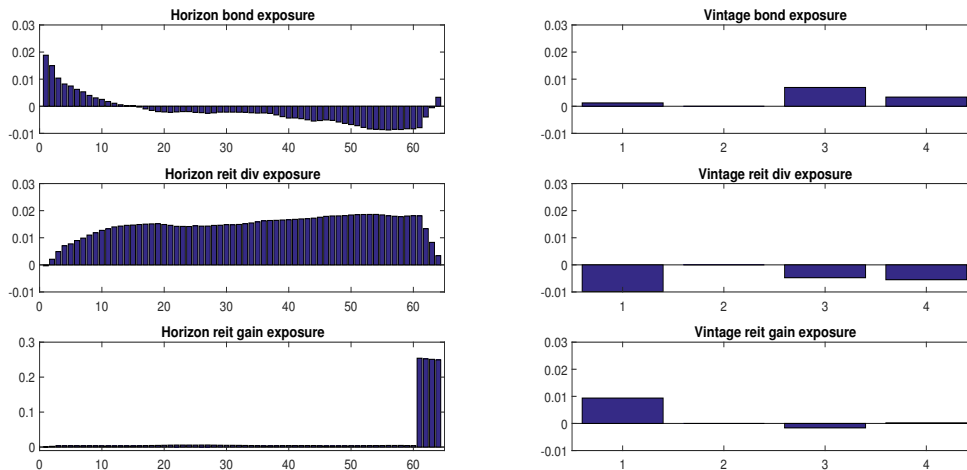 Horizon bond exposure
0.03
0.02
0.01
0
-0.01
0 10 20 30 40 50 60
Vintage bond exposure
0.03
0.02
0.01
0
-0.01
1 2 3 4
Horizon reit div exposure
0.03
0.02
0.01
0
-0.01
0 10 20 30 40 50 60
Vintage reit div exposure
0.03
0.02
0.01
0
-0.01
1 2 3 4
Horizon reit gain exposure
0.3
0.2
0.1
0
0 10 20 30 40 50 60
Vintage reit gain exposure
0.03
0.02
0.01
0
-0.01
1 2 3 4